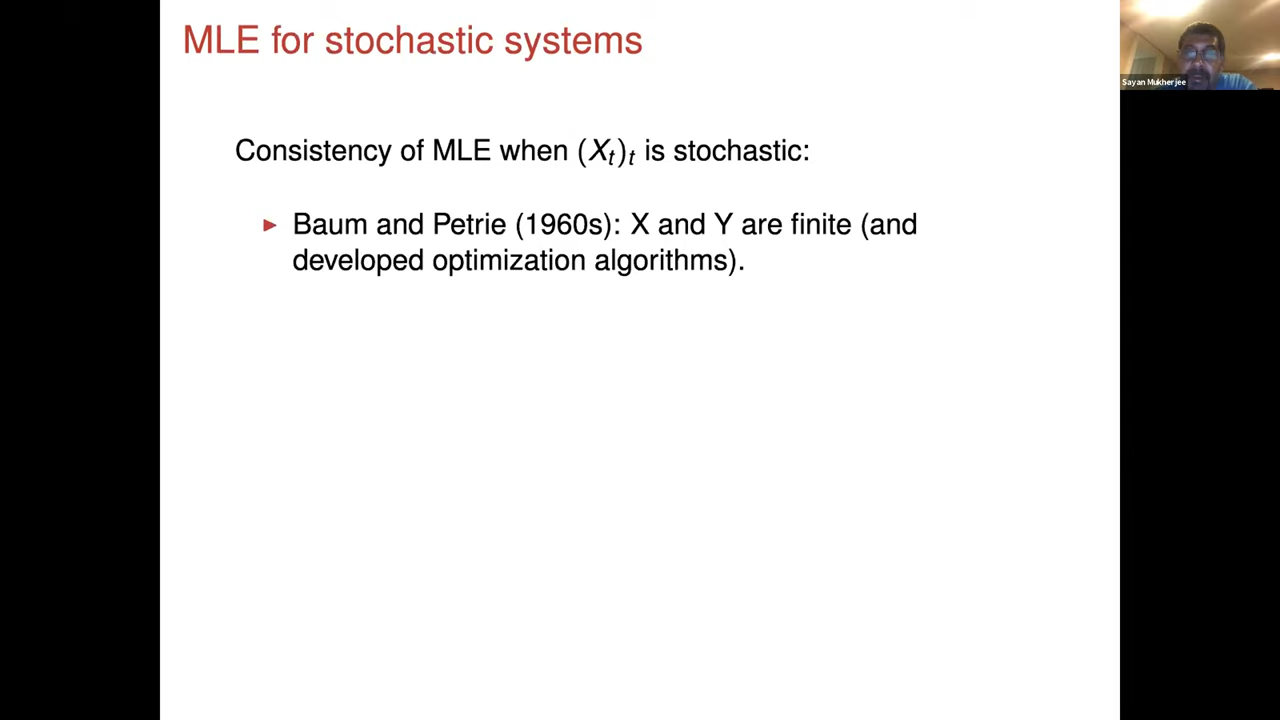 MLE for stochastic systems
Sayan Mukherjee
Consistency of MLE when (Xₜ)ₜ is stochastic:
► Baum and Petrie (1960s): X and Y are finite (and
developed optimization algorithms).